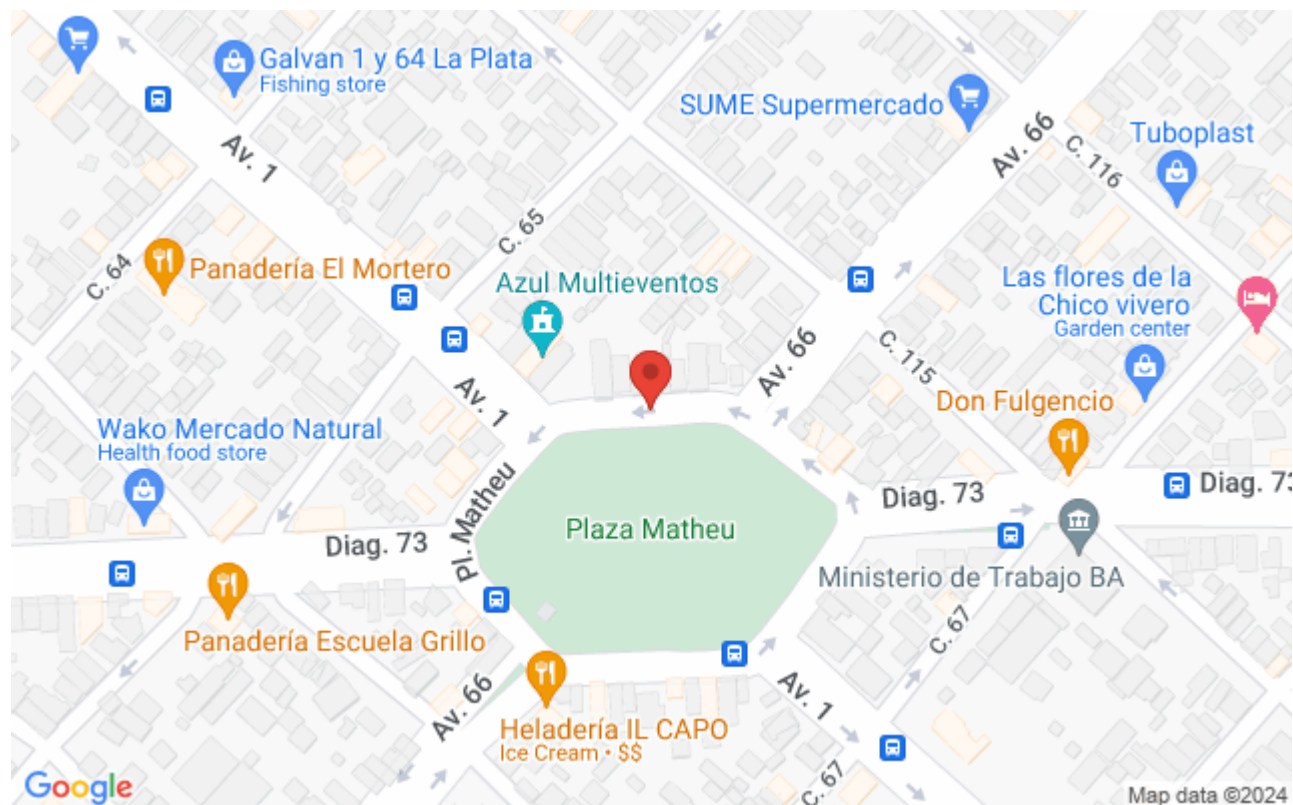 Galvan 1 y 64 La Plata
Fishing store
SUME Supermercado
Av. 66
Tuboplast
C. 116
Av. 1
C. 65
C. 64
Panadería El Mortero
Azul Multieventos
Las flores de la
Chico vivero
Garden center
C. 115
Av. 66
Av. 1
Don Fulgencio
Wako Mercado Natural
Health food store
Diag. 73
Diag. 73
Pl. Matheu
Plaza Matheu
Diag. 73
Ministerio de Trabajo BA
Panadería Escuela Grillo
C. 67
Av. 66
Av. 1
Heladería IL CAPO
Ice Cream • $$
C. 67
Google
Map data ©2024